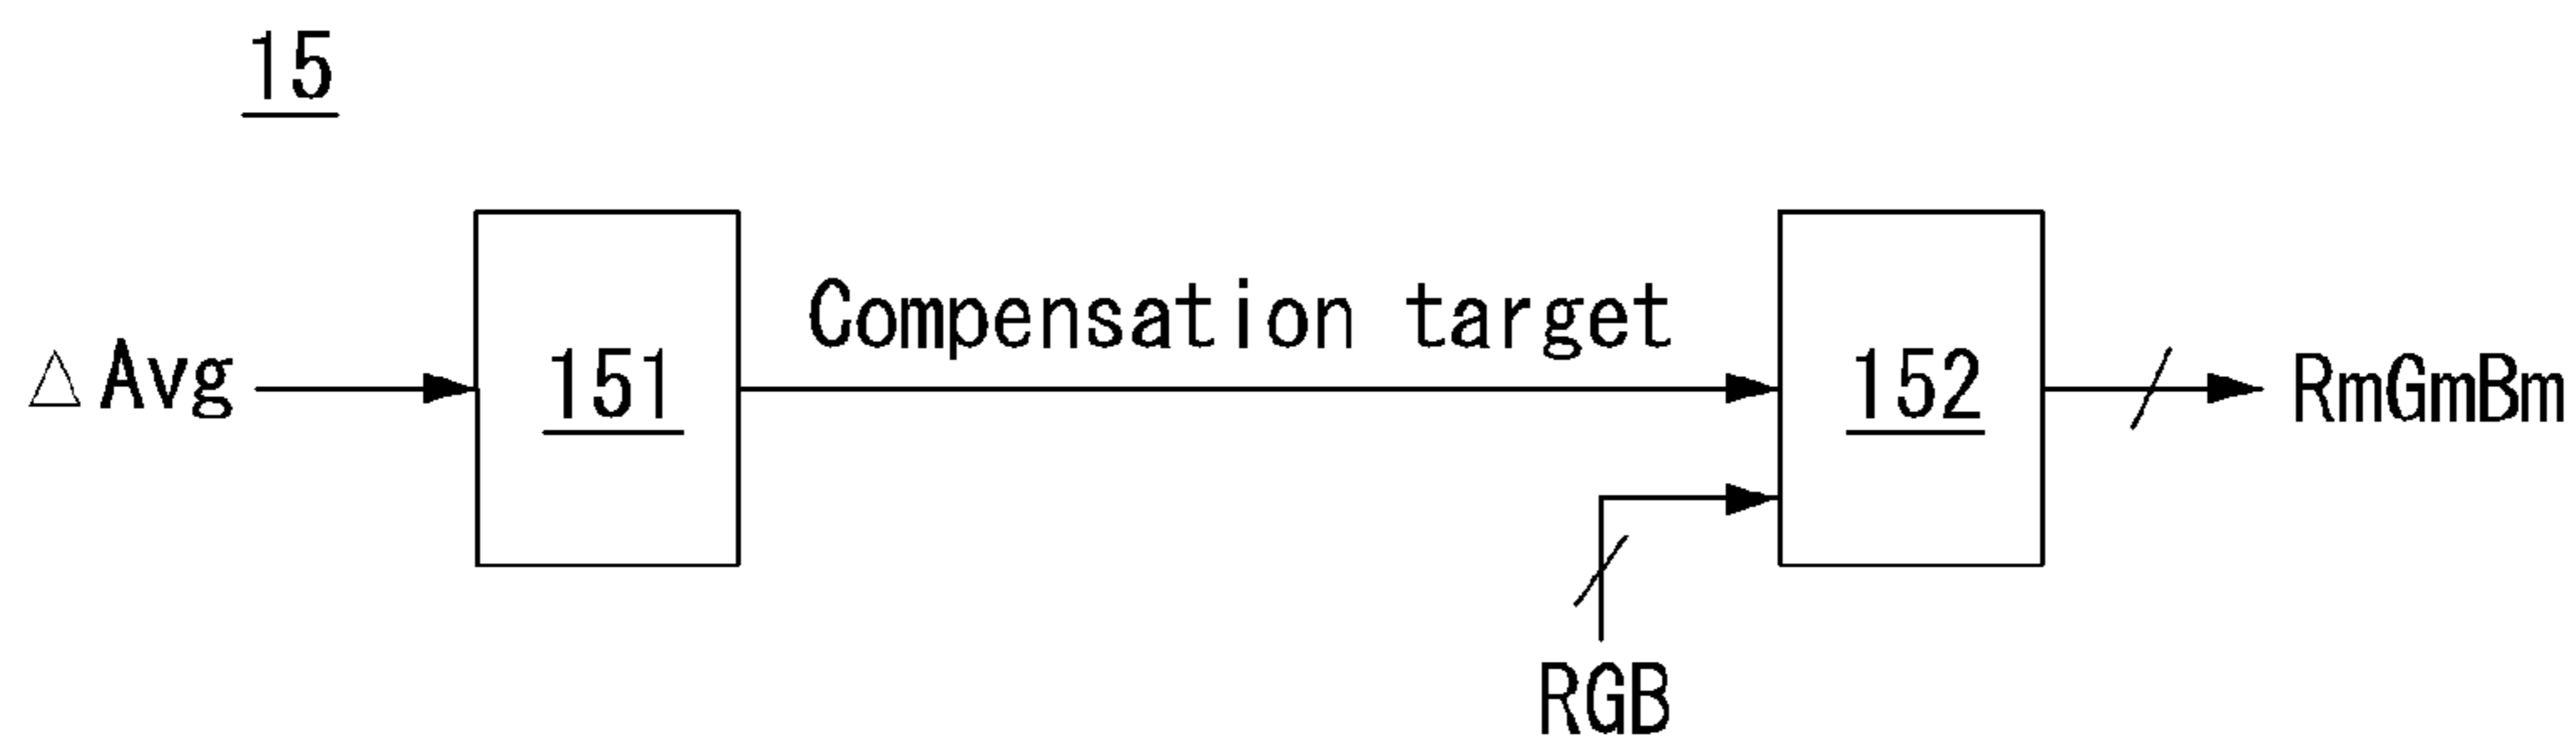 15
△Avg
151
Compensation target
152
RmGmBm
RGB